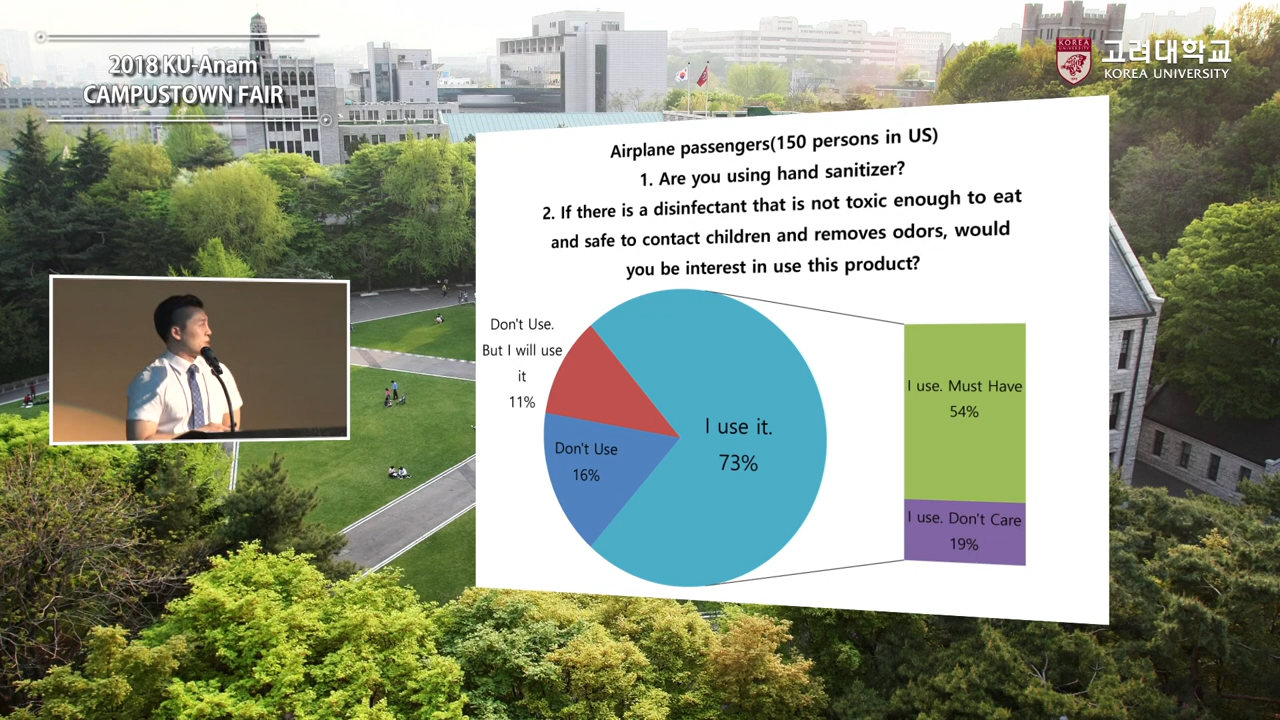 2018 KU-Anam
CAMPUSTOWN FAIR
KOREA
고려대학교
KOREA UNIVERSITY
Airplane passengers(150 persons in US)
1. Are you using hand sanitizer?
2. If there is a disinfectant that is not toxic enough to eat
and safe to contact children and removes odors, would
you be interest in use this product?
Don't Use.
But I will use
it
11%
Don't Use
16%
I use it.
73%
I use. Must Have
54%
I use. Don't Care
19%